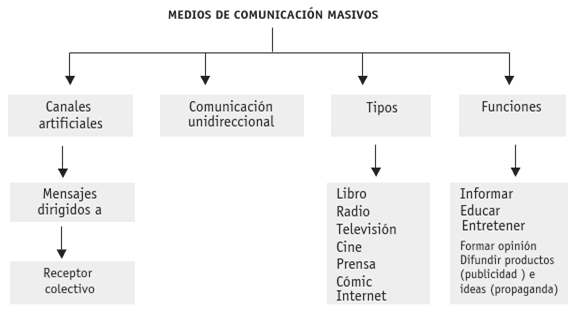 MEDIOS DE COMUNICACIÓN MASIVOS
Canales
artificiales
Comunicación
unidireccional
Tipos
Funciones
Mensajes
dirigidos a
Receptor
colectivo
Libro
Radio
Televisión
Cine
Prensa
Cómic
Internet
Informar
Educar
Entretener
Formar opinión
Difundir productos
(publicidad ) e
ideas (propaganda)